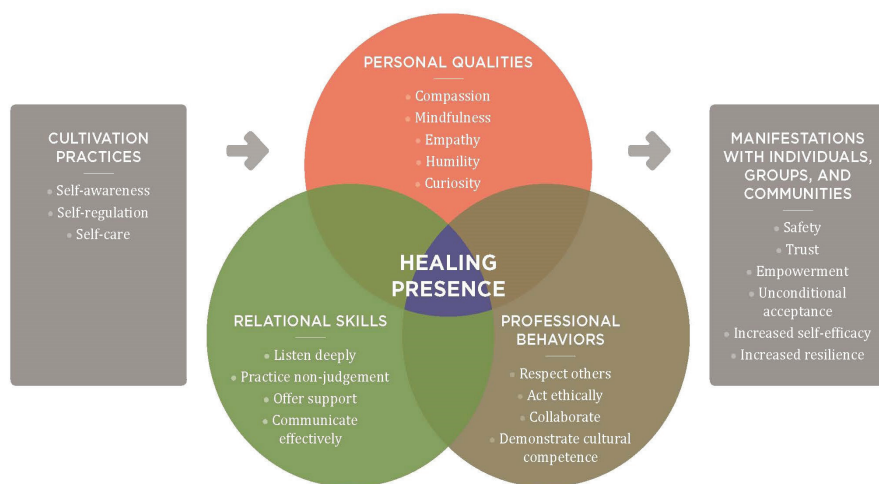 CULTIVATION
PRACTICES
• Self-awareness
• Self-regulation
• Self-care
PERSONAL QUALITIES
• Compassion
• Mindfulness
• Empathy
• Humility
• Curiosity
HEALING
PRESENCE
RELATIONAL SKILLS
• Listen deeply
• Practice non-judgement
• Offer support
• Communicate
effectively
PROFESSIONAL
BEHAVIORS
• Respect others
• Act ethically
• Collaborate
• Demonstrate cultural
competence
MANIFESTATIONS
WITH INDIVIDUALS,
GROUPS, AND
COMMUNITIES
• Safety
• Trust
• Empowerment
• Unconditional
acceptance
• Increased self-efficacy
• Increased resilience